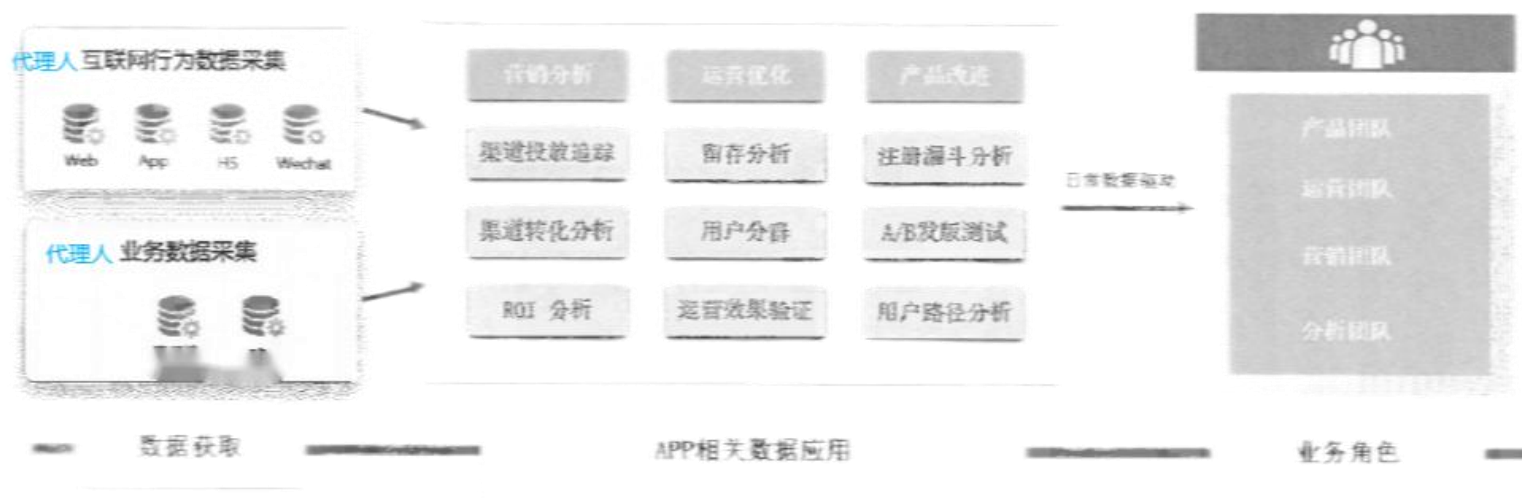 代理人 互联网行为数据采集
Web App H5 Wechat
代理人 业务数据采集
营销分析 运营优化 产品改进
渠道投放追踪 留存分析 注册漏斗分析
渠道转化分析 用户分群 A/B发版测试
ROI 分析 运营效果验证 用户路径分析
日常数据驱动
产品团队
运营团队
营销团队
分析团队
数据获取 APP相关数据应用 业务角色